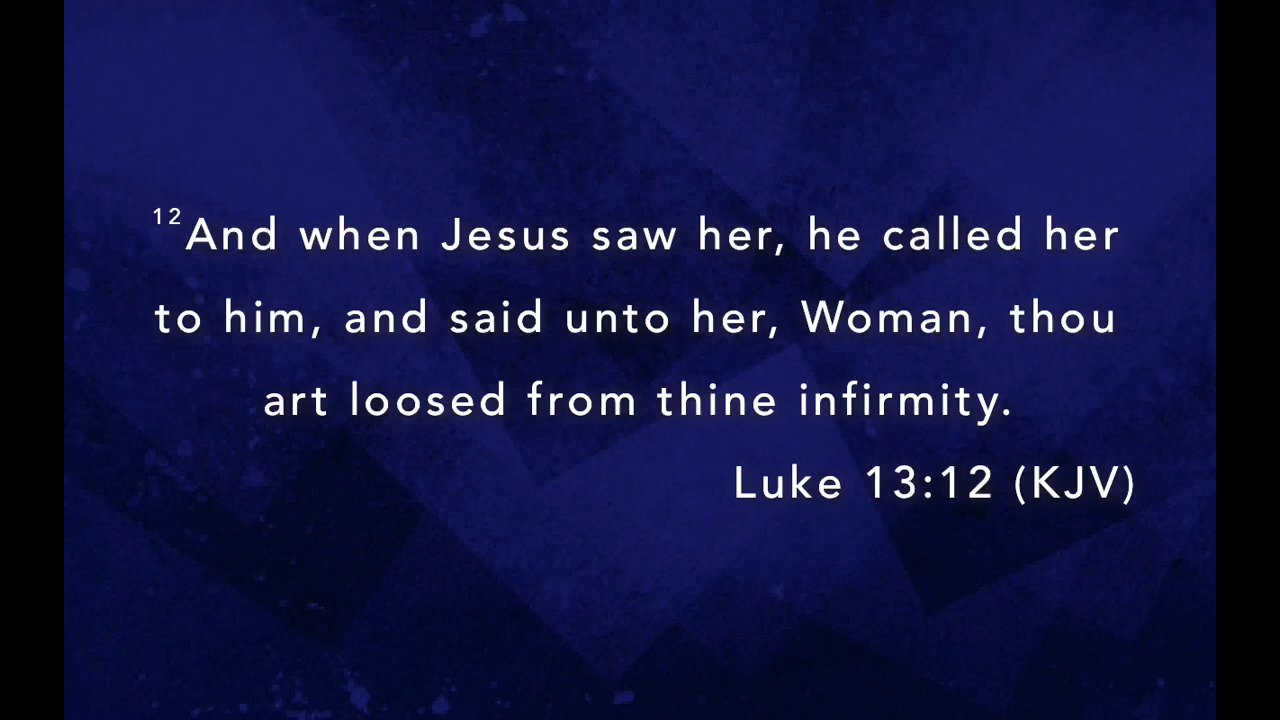 12And when Jesus saw her, he called her
to him, and said unto her, Woman, thou
art loosed from thine infirmity.
Luke 13:12 (KJV)